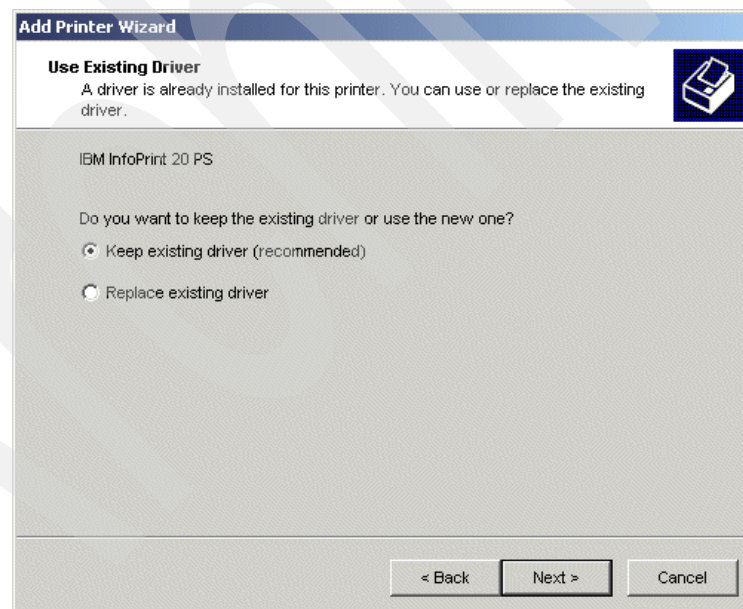 Add Printer Wizard
Use Existing Driver
A driver is already installed for this printer. You can use or replace the existing
driver.
IBM InfoPrint 20 PS
Do you want to keep the existing driver or use the new one?
Keep existing driver (recommended)
Replace existing driver
< Back Next > Cancel